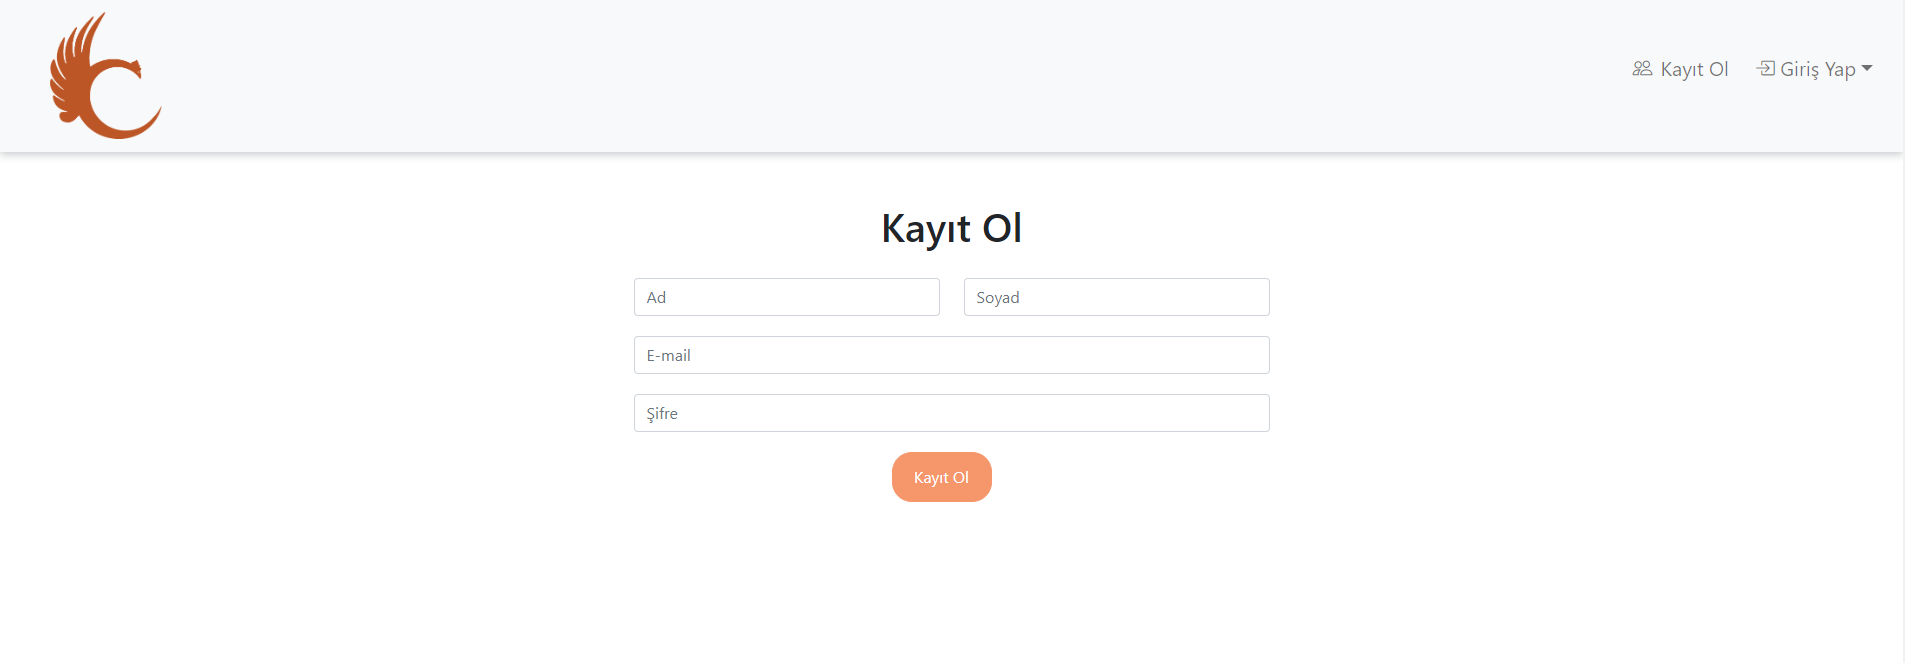 Kayıt Ol Giriş Yap
Kayıt Ol
Ad Soyad
E-mail
Şifre
Kayıt Ol